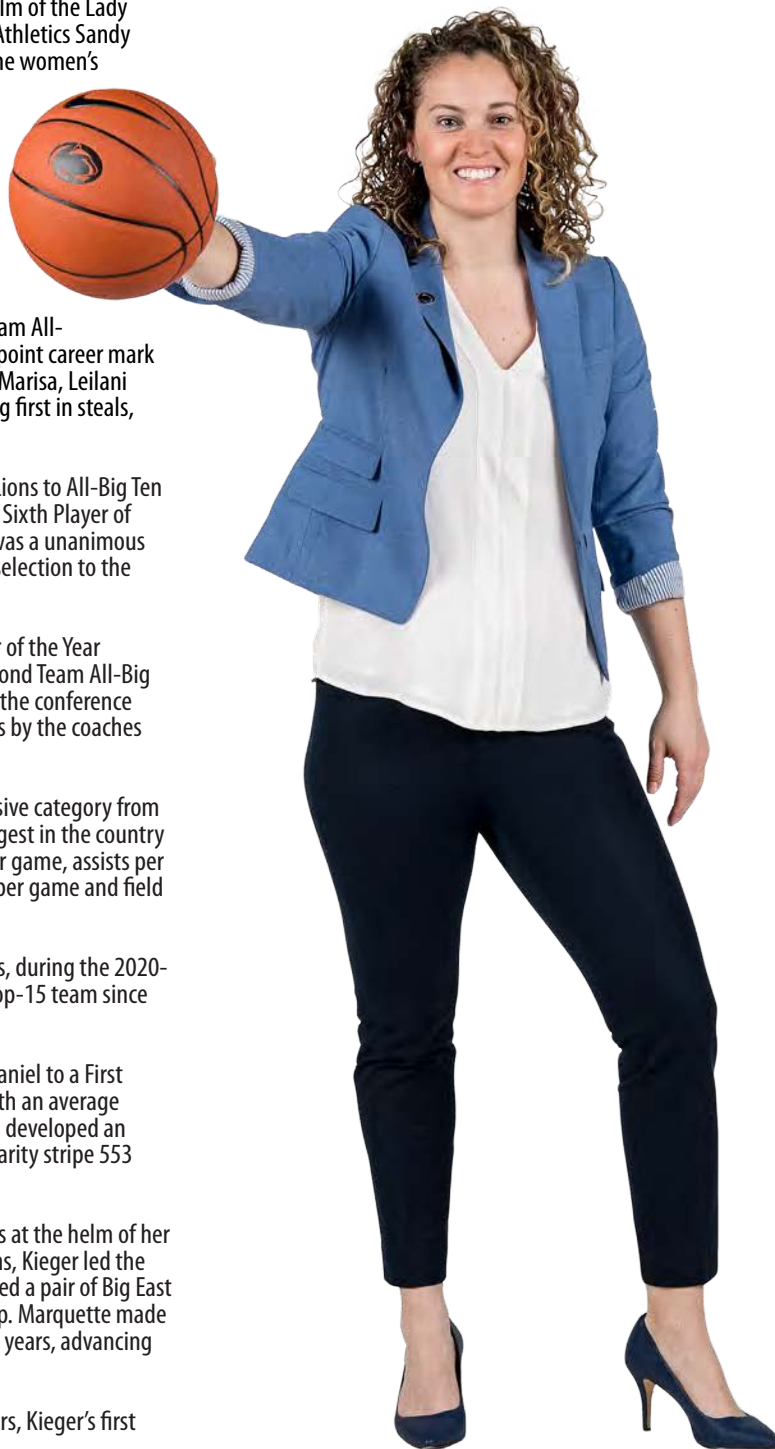 lm of the Lady
Athletics Sandy
ne women's
am All-
point career mark
Marisa, Leilani
g first in steals,
ions to All-Big Ten
Sixth Player of
was a unanimous
selection to the
r of the Year
ond Team All-Big
the conference
s by the coaches
sive category from
gest in the country
r game, assists per
per game and field
s, during the 2020-
op-15 team since
aniel to a First
th an average
developed an
arity stripe 553
s at the helm of her
ns, Kieger led the
ed a pair of Big East
p. Marquette made
years, advancing
rs, Kieger's first